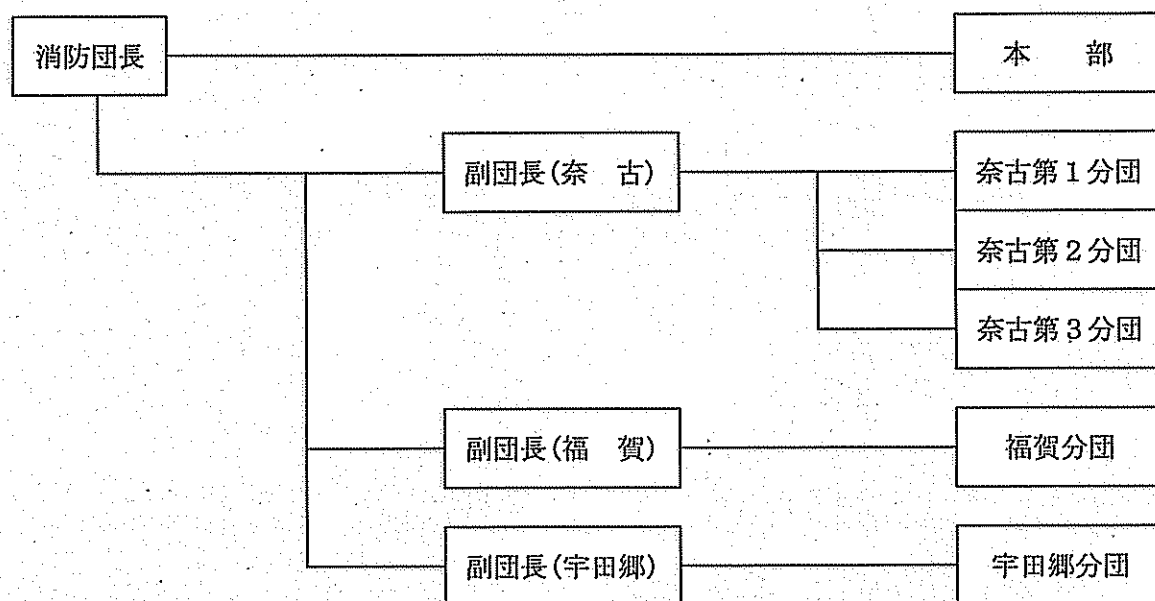 消防団長
本　部
副団長(奈　古)
奈古第1分団
奈古第2分団
奈古第3分団
副団長(福　賀)
福賀分団
副団長(宇田郷)
宇田郷分団